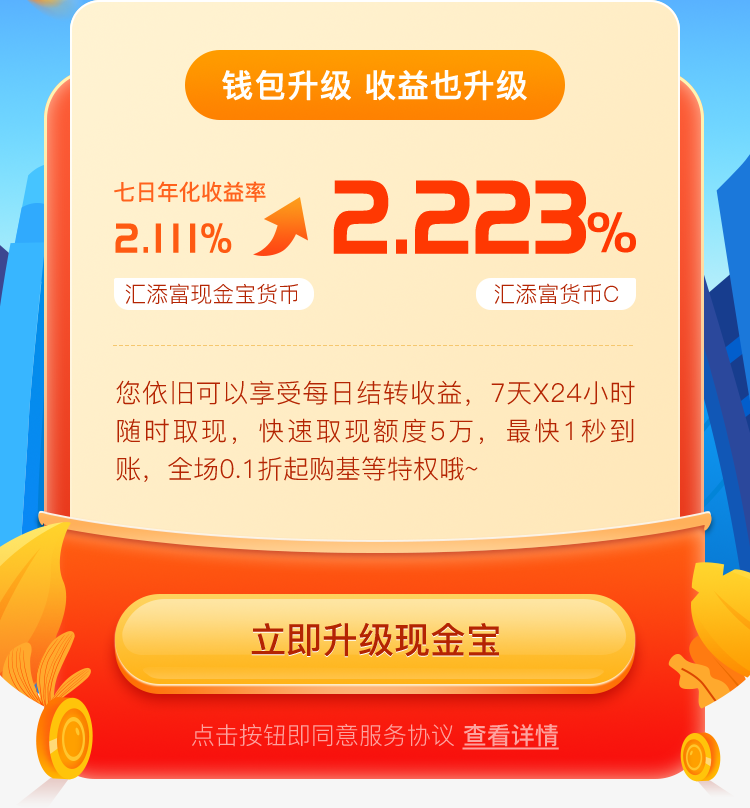 钱包升级 收益也升级
七日年化收益率
2.111%
2.223%
汇添富现金宝货币
汇添富货币C
您依旧可以享受每日结转收益，7天X24小时
随时取现，快速取现额度5万，最快1秒到
账，全场0.1折起购基等特权哦~
立即升级现金宝
点击按钮即同意服务协议 查看详情